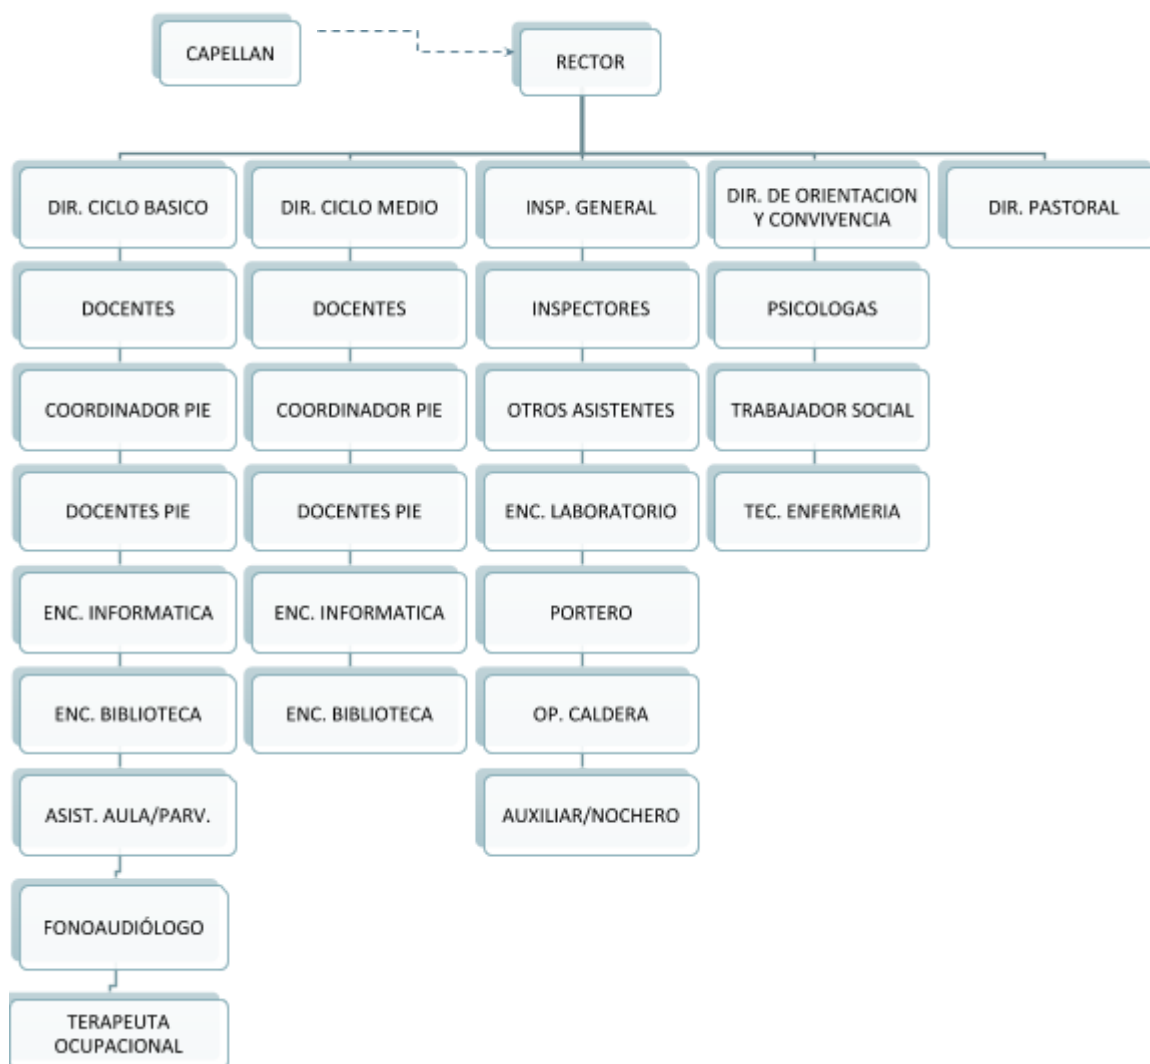 CAPELLAN
RECTOR
DIR. CICLO BASICO
DIR. CICLO MEDIO
INSP. GENERAL
DIR. DE ORIENTACION
Y CONVIVENCIA
DIR. PASTORAL
DOCENTES
DOCENTES
INSPECTORES
PSICOLOGAS
COORDINADOR PIE
COORDINADOR PIE
OTROS ASISTENTES
TRABAJADOR SOCIAL
DOCENTES PIE
DOCENTES PIE
ENC. LABORATORIO
TEC. ENFERMERIA
ENC. INFORMATICA
ENC. INFORMATICA
PORTERO
ENC. BIBLIOTECA
ENC. BIBLIOTECA
OP. CALDERA
ASIST. AULA/PARV.
AUXILIAR/NOCHERO
FONOAUDIÓLOGO
TERAPEUTA
OCUPACIONAL